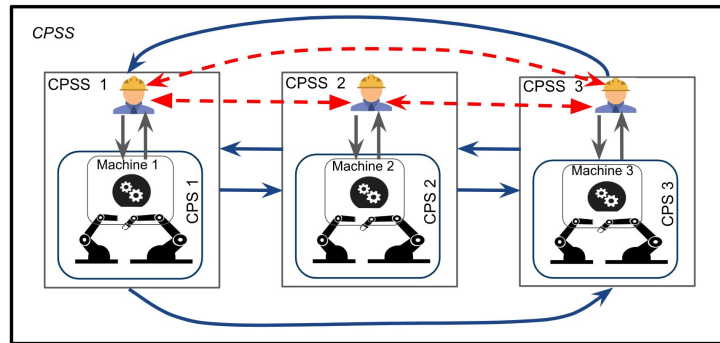 CPSS
CPSS 1
CPSS 2
CPSS 3
Machine 1
CPS 1
Machine 2
CPS 2
Machine 3
CPS 3